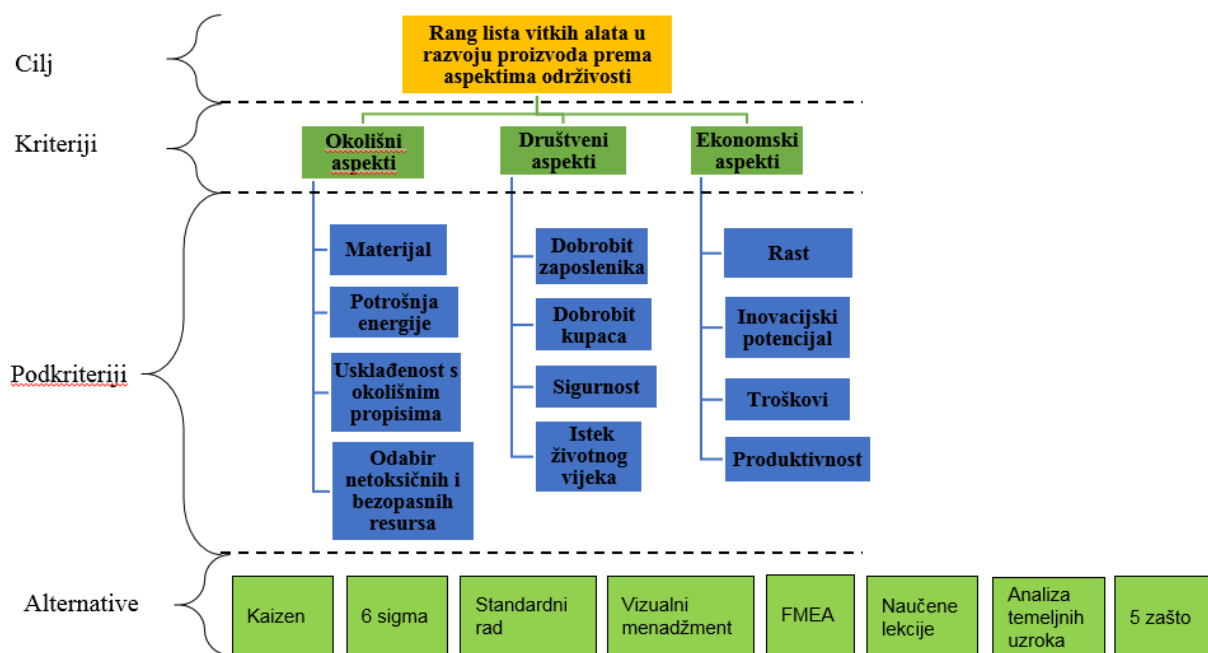 Cilj
Rang lista vitkih alata u
razvoju proizvoda prema
aspektima održivosti
Kriteriji
Okolišni
aspekti
Društveni
aspekti
Ekonomski
aspekti
Podkriteriji
Materijal
Potrošnja
energije
Usklađenost s
okolišnim
propisima
Odabir
netoksičnih i
bezopasnih
resursa
Dobrobit
zaposlenika
Dobrobit
kupaca
Sigurnost
Istek
životnog
vijeka
Rast
Inovacijski
potencijal
Troškovi
Produktivnost
Alternative
Kaizen
6 sigma
Standardni
rad
Vizualni
menadžment
FMEA
Naučene
lekcije
Analiza
temeljnih
uzroka
5 zašto